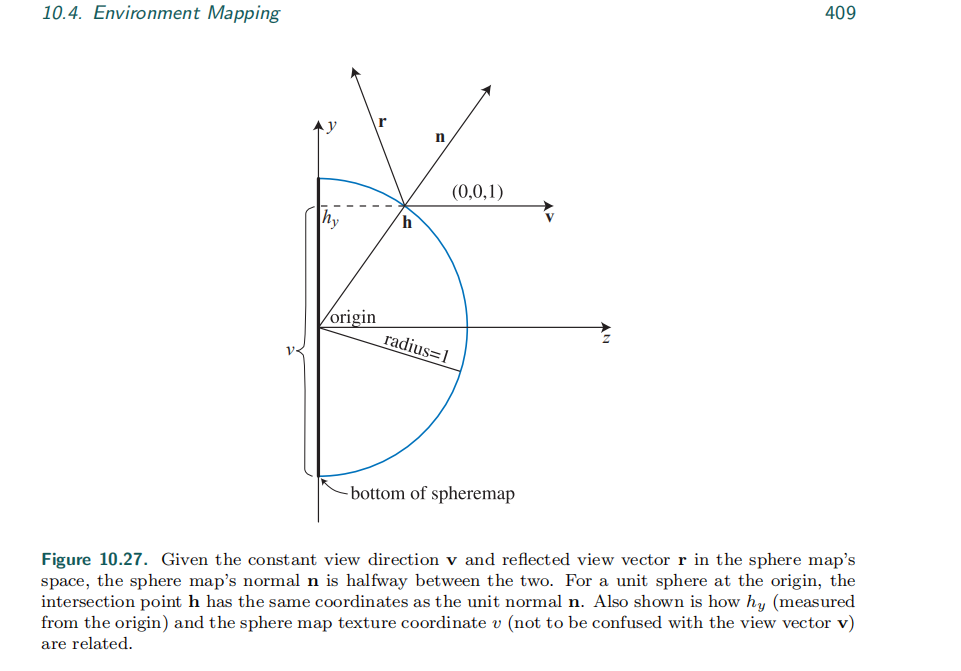 10.4. Environment Mapping 409
r
y
n
(0,0,1)
hy
h
v
origin
z
radius=1
v
bottom of spheremap
Figure 10.27. Given the constant view direction v and reflected view vector r in the sphere map's
space, the sphere map's normal n is halfway between the two. For a unit sphere at the origin, the
intersection point h has the same coordinates as the unit normal n. Also shown is how hy (measured
from the origin) and the sphere map texture coordinate v (not to be confused with the view vector v)
are related.